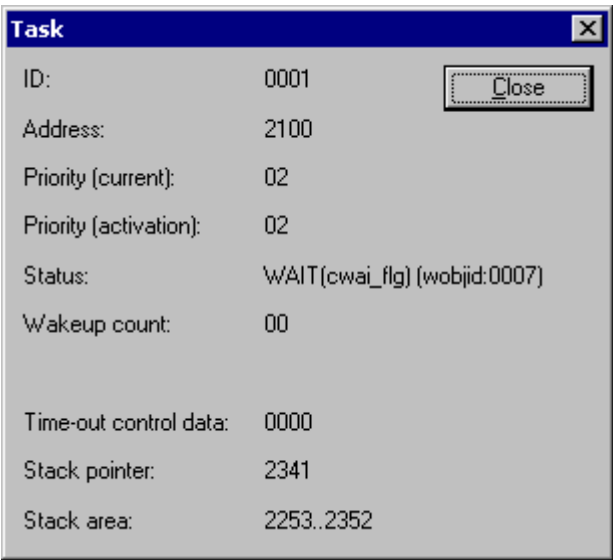 Task
ID: 0001 Close
Address: 2100
Priority (current): 02
Priority (activation): 02
Status: WAIT(cwai_flg) (wobjid:0007)
Wakeup count: 00
Time-out control data: 0000
Stack pointer: 2341
Stack area: 2253..2352